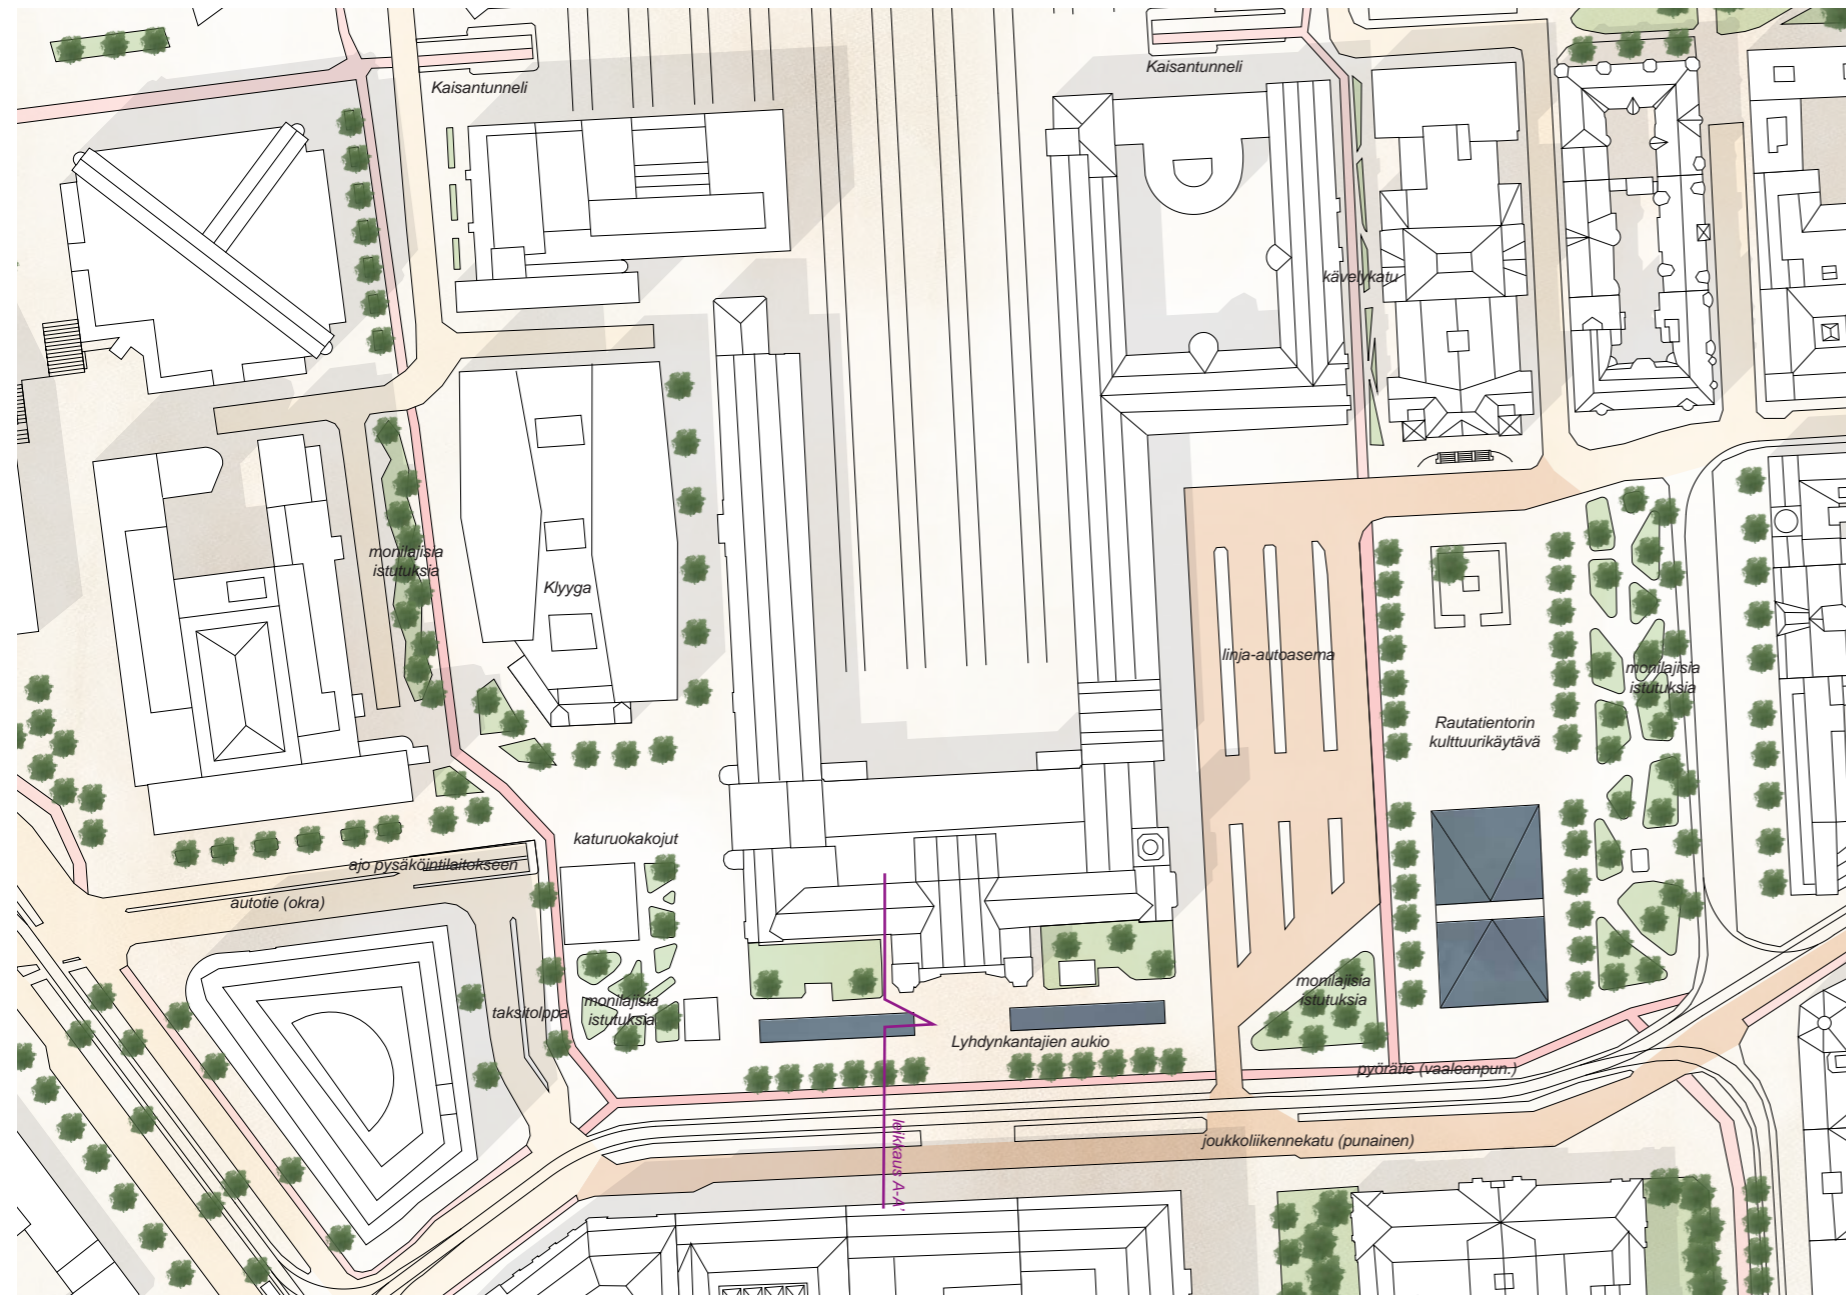 Kaisantunneli
Kaisantunneli
kävelykatu
monilajisia
istutuksia
Klyyga
linja-autoasema
monilajisia
istutuksia
Rautatientorin
kulttuurikäytävä
katuruokakojut
ajo pysäköintilaitokseen
autotie (okra)
monilajisia
istutuksia
taksitolppa
monilajisia
istutuksia
Lyhdynkantajien aukio
pyörätie (vaaleanpun.)
joukkoliikennekatu (punainen)
leikkaus A-A'